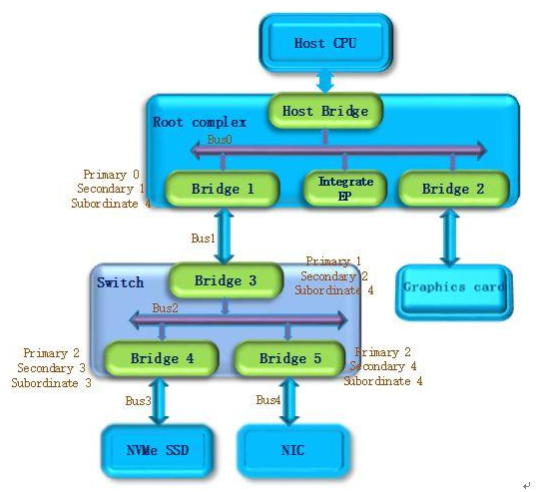 Host CPU
Host Bridge
Root complex
Bus0
Primary 0
Secondary 1
Subordinate 4
Bridge 1
Integrate
EP
Bridge 2
Bus1
Primary 1
Secondary 2
Subordinate 4
Switch
Bridge 3
Graphics card
Bus2
Primary 2
Secondary 3
Subordinate 3
Bridge 4
Bridge 5
Primary 2
Secondary 4
Subordinate 4
Bus3
Bus4
NVMe SSD
NIC